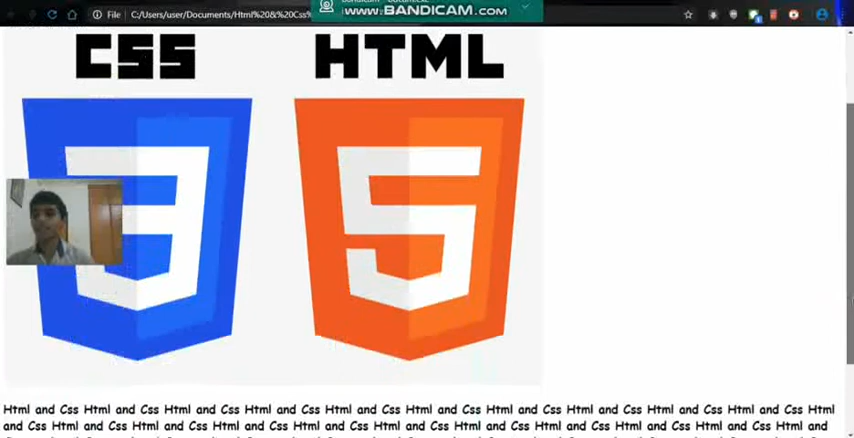 File C:/Users/user/Documents/Html%20&%20Css%
WWW.BANDICAM.COM
CSS HTML
3 5
Html and Css Html and Css Html and Css Html and Css Html and Css Html and Css Html and Css Html and Css Html and Css Html and Css Html
and Css Html and Css Html and Css Html and Css Html and Css Html and Css Html and Css Html and Css Html and Css Html and Css Html and